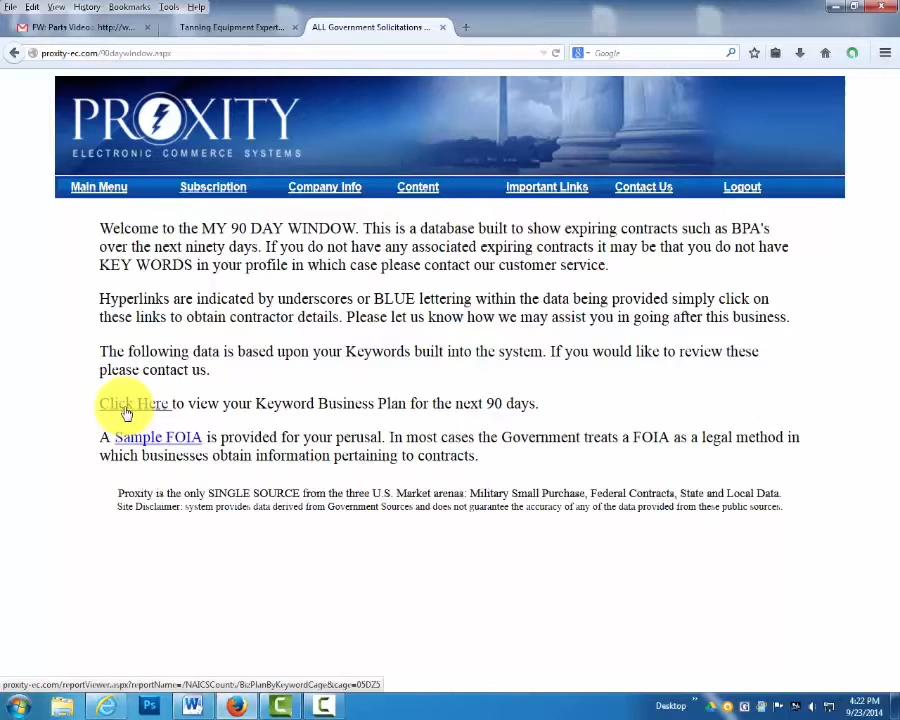 File Edit View History Bookmarks Tools Help
FW: Parts Video: http://w... × Tanning Equipment Expert... × ALL Government Solicitations ... × +
proxity-ec.com/90daywindow.aspx Google
PROXITY
ELECTRONIC COMMERCE SYSTEMS
Main Menu Subscription Company Info Content Important Links Contact Us Logout
Welcome to the MY 90 DAY WINDOW. This is a database built to show expiring contracts such as BPA's
over the next ninety days. If you do not have any associated expiring contracts it may be that you do not have
KEY WORDS in your profile in which case please contact our customer service.
Hyperlinks are indicated by underscores or BLUE lettering within the data being provided simply click on
these links to obtain contractor details. Please let us know how we may assist you in going after this business.
The following data is based upon your Keywords built into the system. If you would like to review these
please contact us.
Click Here to view your Keyword Business Plan for the next 90 days.
A Sample FOIA is provided for your perusal. In most cases the Government treats a FOIA as a legal method in
which businesses obtain information pertaining to contracts.
Proxity is the only SINGLE SOURCE from the three U.S. Market arenas: Military Small Purchase, Federal Contracts, State and Local Data.
Site Disclaimer: system provides data derived from Government Sources and does not guarantee the accuracy of any of the data provided from these public sources.
proxity-ec.com/reportViewer.aspx?reportName=/NAICSCounts/BizPlanByKeywordCage&cage=05DZ5
Desktop 4:22 PM
9/23/2014